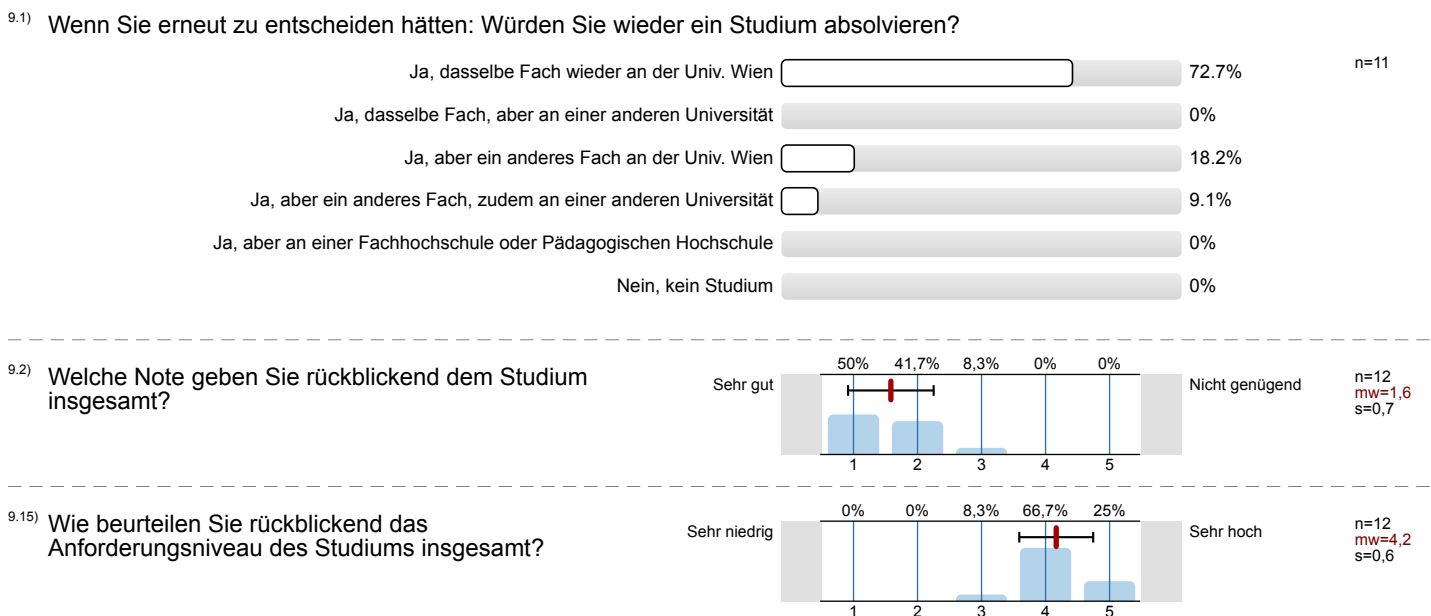 9.1) Wenn Sie erneut zu entscheiden hätten: Würden Sie wieder ein Studium absolvieren?
Ja, dasselbe Fach wieder an der Univ. Wien 72.7% n=11
Ja, dasselbe Fach, aber an einer anderen Universität 0%
Ja, aber ein anderes Fach an der Univ. Wien 18.2%
Ja, aber ein anderes Fach, zudem an einer anderen Universität 9.1%
Ja, aber an einer Fachhochschule oder Pädagogischen Hochschule 0%
Nein, kein Studium 0%
9.2) Welche Note geben Sie rückblickend dem Studium
insgesamt?
Sehr gut
50% 41,7% 8,3% 0% 0%
1 2 3 4 5
Nicht genügend
n=12
mw=1,6
s=0,7
9.15) Wie beurteilen Sie rückblickend das
Anforderungsniveau des Studiums insgesamt?
Sehr niedrig
0% 0% 8,3% 66,7% 25%
1 2 3 4 5
Sehr hoch
n=12
mw=4,2
s=0,6